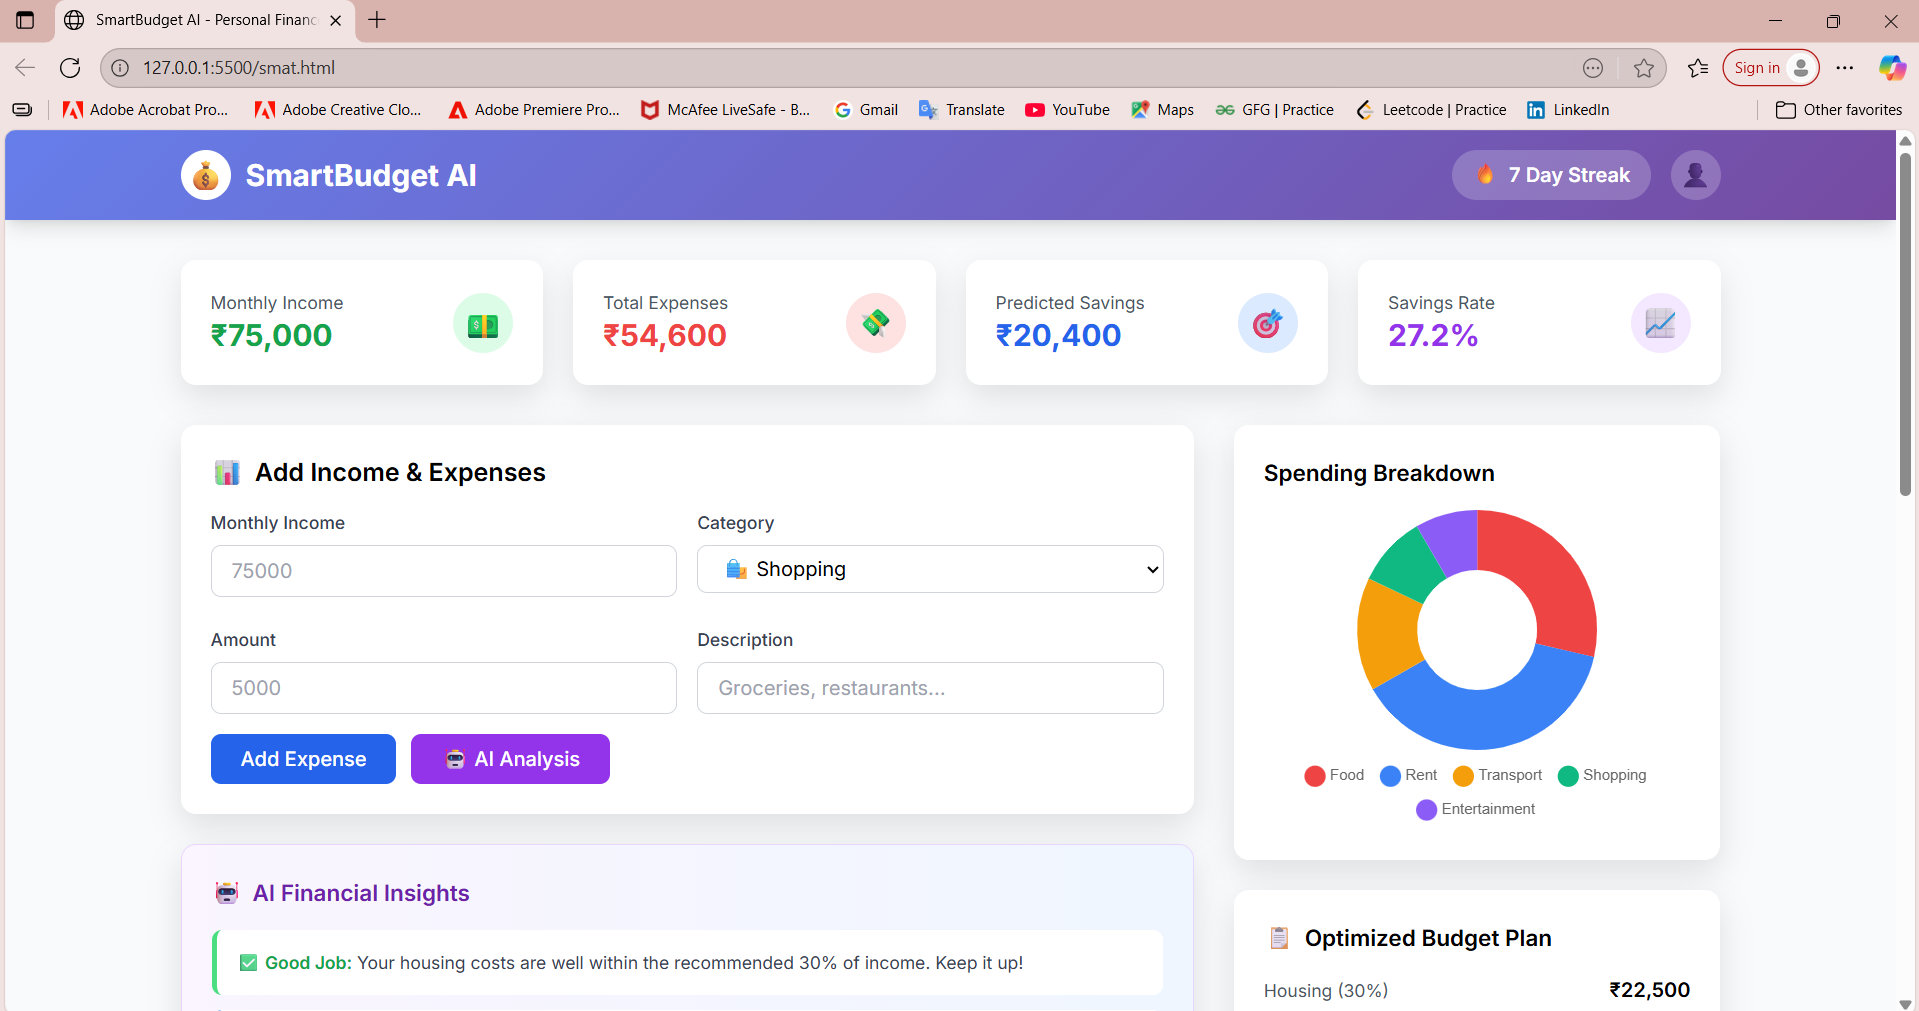 SmartBudget AI - Personal Financ
127.0.0.1:5500/smat.html
Sign in
Adobe Acrobat Pro...
Adobe Creative Clo...
Adobe Premiere Pro...
McAfee LiveSafe - B...
Gmail
Translate
YouTube
Maps
GFG | Practice
Leetcode | Practice
LinkedIn
Other favorites
SmartBudget AI
7 Day Streak
Monthly Income
₹75,000
Total Expenses
₹54,600
Predicted Savings
₹20,400
Savings Rate
27.2%
Add Income & Expenses
Monthly Income
75000
Category
Shopping
Amount
5000
Description
Groceries, restaurants...
Add Expense
AI Analysis
Spending Breakdown
Food
Rent
Transport
Shopping
Entertainment
AI Financial Insights
Good Job: Your housing costs are well within the recommended 30% of income. Keep it up!
Optimized Budget Plan
Housing (30%)
₹22,500